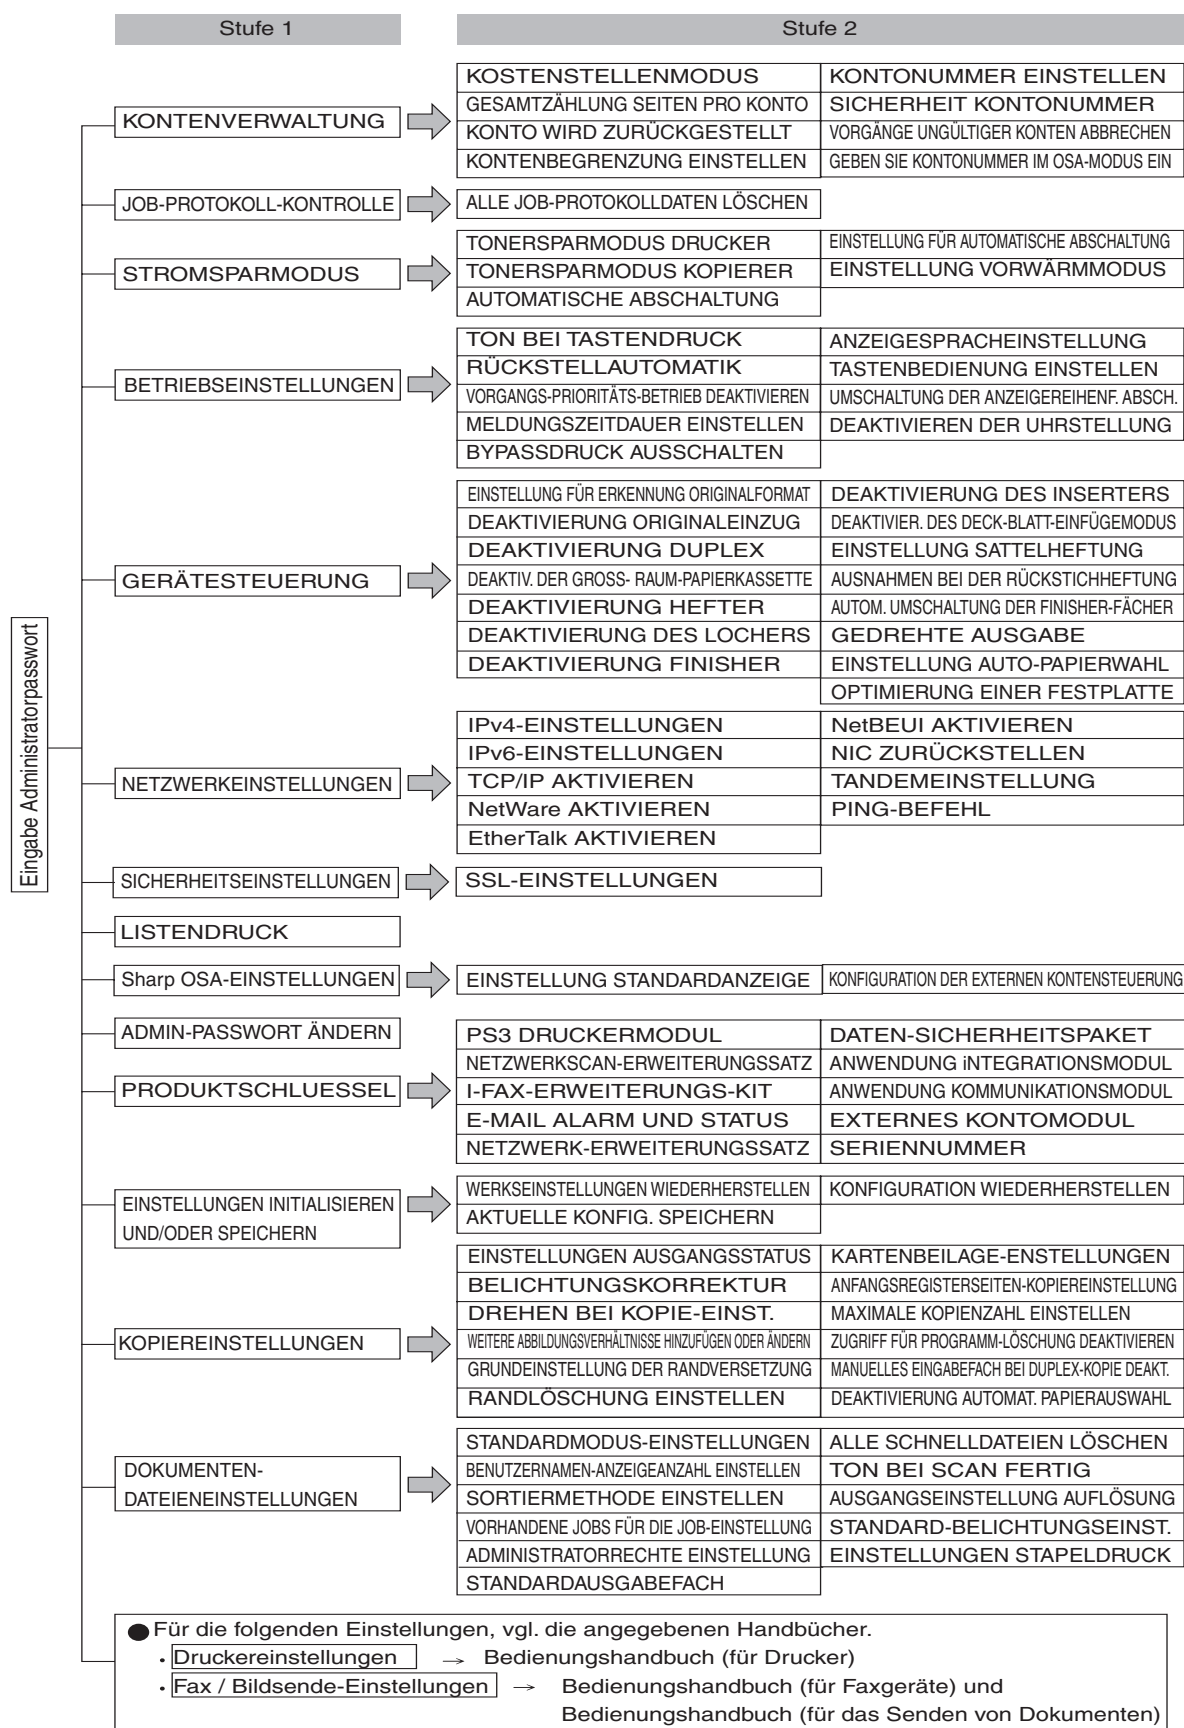 Stufe 1
Stufe 2
Eingabe Administratorpasswort
KONTENVERWALTUNG
KOSTENSTELLENMODUS
KONTONUMMER EINSTELLEN
GESAMTZÄHLUNG SEITEN PRO KONTO
SICHERHEIT KONTONUMMER
KONTO WIRD ZURÜCKGESTELLT
VORGÄNGE UNGÜLTIGER KONTEN ABBRECHEN
KONTENBEGRENZUNG EINSTELLEN
GEBEN SIE KONTONUMMER IM OSA-MODUS EIN
JOB-PROTOKOLL-KONTROLLE
ALLE JOB-PROTOKOLLDATEN LÖSCHEN
STROMSPARMODUS
TONERSPARMODUS DRUCKER
EINSTELLUNG FÜR AUTOMATISCHE ABSCHALTUNG
TONERSPARMODUS KOPIERER
EINSTELLUNG VORWÄRMMODUS
AUTOMATISCHE ABSCHALTUNG
BETRIEBSEINSTELLUNGEN
TON BEI TASTENDRUCK
ANZEIGESPRACHEINSTELLUNG
RÜCKSTELLAUTOMATIK
TASTENBEDIENUNG EINSTELLEN
VORGANGS-PRIORITÄTS-BETRIEB DEAKTIVIEREN
UMSCHALTUNG DER ANZEIGEREIHENF. ABSCH.
MELDUNGSZEITDAUER EINSTELLEN
DEAKTIVIEREN DER UHRSTELLUNG
BYPASSDRUCK AUSSCHALTEN
GERÄTESTEUERUNG
EINSTELLUNG FÜR ERKENNUNG ORIGINALFORMAT
DEAKTIVIERUNG DES INSERTERS
DEAKTIVIERUNG ORIGINALEINZUG
DEAKTIVIER. DES DECK-BLATT-EINFÜGEMODUS
DEAKTIVIERUNG DUPLEX
EINSTELLUNG SATTELHEFTUNG
DEAKTIV. DER GROSS- RAUM-PAPIERKASSETTE
AUSNAHMEN BEI DER RÜCKSTICHHEFTUNG
DEAKTIVIERUNG HEFTER
AUTOM. UMSCHALTUNG DER FINISHER-FÄCHER
DEAKTIVIERUNG DES LOCHERS
GEDREHTE AUSGABE
DEAKTIVIERUNG FINISHER
EINSTELLUNG AUTO-PAPIERWAHL
OPTIMIERUNG EINER FESTPLATTE
NETZWERKEINSTELLUNGEN
IPv4-EINSTELLUNGEN
NetBEUI AKTIVIEREN
IPv6-EINSTELLUNGEN
NIC ZURÜCKSTELLEN
TCP/IP AKTIVIEREN
TANDEMEINSTELLUNG
NetWare AKTIVIEREN
PING-BEFEHL
EtherTalk AKTIVIEREN
SICHERHEITSEINSTELLUNGEN
SSL-EINSTELLUNGEN
LISTENDRUCK
Sharp OSA-EINSTELLUNGEN
EINSTELLUNG STANDARDANZEIGE
KONFIGURATION DER EXTERNEN KONTENSTEUERUNG
ADMIN-PASSWORT ÄNDERN
PRODUKTSCHLUESSEL
PS3 DRUCKERMODUL
DATEN-SICHERHEITSPAKET
NETZWERKSCAN-ERWEITERUNGSSATZ
ANWENDUNG iNTEGRATIONSMODUL
I-FAX-ERWEITERUNGS-KIT
ANWENDUNG KOMMUNIKATIONSMODUL
E-MAIL ALARM UND STATUS
EXTERNES KONTOMODUL
NETZWERK-ERWEITERUNGSSATZ
SERIENNUMMER
EINSTELLUNGEN INITIALISIEREN
UND/ODER SPEICHERN
WERKSEINSTELLUNGEN WIEDERHERSTELLEN
KONFIGURATION WIEDERHERSTELLEN
AKTUELLE KONFIG. SPEICHERN
KOPIEREINSTELLUNGEN
EINSTELLUNGEN AUSGANGSSTATUS
KARTENBEILAGE-ENSTELLUNGEN
BELICHTUNGSKORREKTUR
ANFANGSREGISTERSEITEN-KOPIEREINSTELLUNG
DREHEN BEI KOPIE-EINST.
MAXIMALE KOPIENZAHL EINSTELLEN
WEITERE ABBILDUNGSVERHÄLTNISSE HINZUFÜGEN ODER ÄNDERN
ZUGRIFF FÜR PROGRAMM-LÖSCHUNG DEAKTIVIEREN
GRUNDEINSTELLUNG DER RANDVERSETZUNG
MANUELLES EINGABEFACH BEI DUPLEX-KOPIE DEAKT.
RANDLÖSCHUNG EINSTELLEN
DEAKTIVIERUNG AUTOMAT. PAPIERAUSWAHL
DOKUMENTEN-
DATEIENEINSTELLUNGEN
STANDARDMODUS-EINSTELLUNGEN
ALLE SCHNELLDATEIEN LÖSCHEN
BENUTZERNAMEN-ANZEIGEANZAHL EINSTELLEN
TON BEI SCAN FERTIG
SORTIERMETHODE EINSTELLEN
AUSGANGSEINSTELLUNG AUFLÖSUNG
VORHANDENE JOBS FÜR DIE JOB-EINSTELLUNG
STANDARD-BELICHTUNGSEINST.
ADMINISTRATORRECHTE EINSTELLUNG
EINSTELLUNGEN STAPELDRUCK
STANDARDAUSGABEFACH
● Für die folgenden Einstellungen, vgl. die angegebenen Handbücher.
· Druckereinstellungen → Bedienungshandbuch (für Drucker)
· Fax / Bildsende-Einstellungen → Bedienungshandbuch (für Faxgeräte) und
Bedienungshandbuch (für das Senden von Dokumenten)